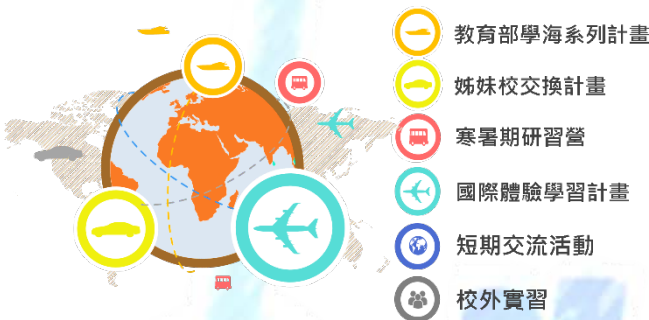 教育部學海系列計畫
姊妹校交換計畫
寒暑期研習營
國際體驗學習計畫
短期交流活動
校外實習